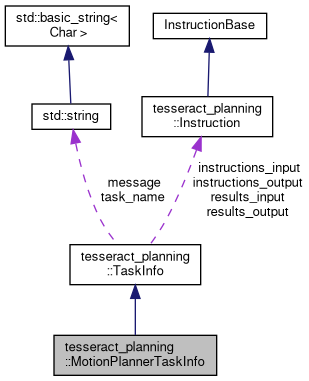 std::basic_string<
Char >
InstructionBase
std::string
tesseract_planning
::Instruction
message
task_name
instructions_input
instructions_output
results_input
results_output
tesseract_planning
::TaskInfo
tesseract_planning
::MotionPlannerTaskInfo